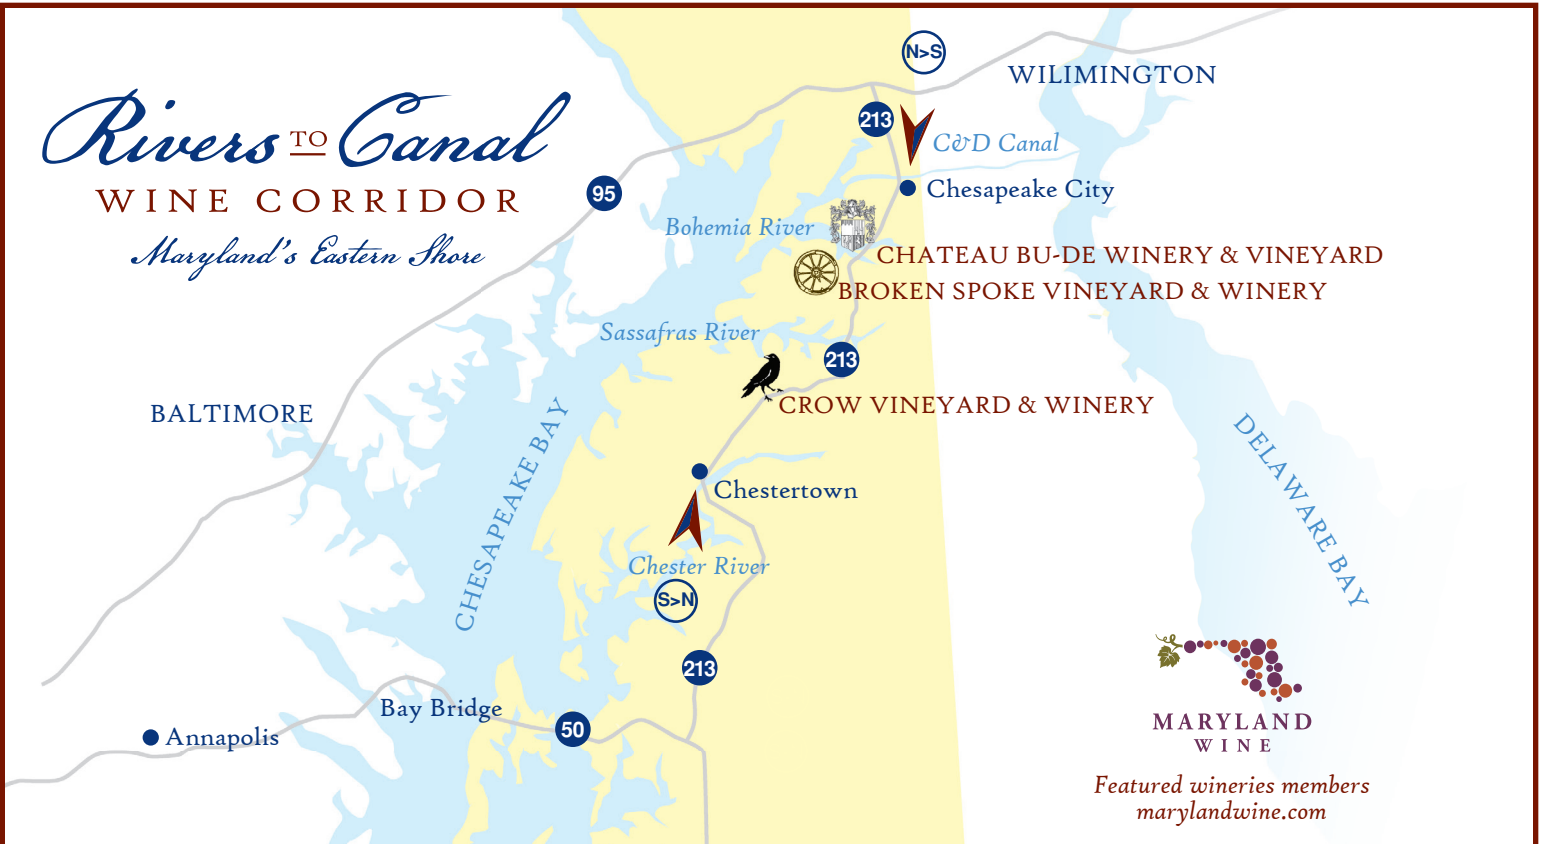 Rivers TO Canal
WINE CORRIDOR
Maryland's Eastern Shore
N>S
WILIMINGTON
213
C&D Canal
95
Chesapeake City
Bohemia River
CHATEAU BU-DE WINERY & VINEYARD
BROKEN SPOKE VINEYARD & WINERY
Sassafras River
213
CROW VINEYARD & WINERY
BALTIMORE
CHESAPEAKE BAY
DELAWARE BAY
Chestertown
Chester River
S>N
213
Bay Bridge
50
Annapolis
MARYLAND
WINE
Featured wineries members
marylandwine.com